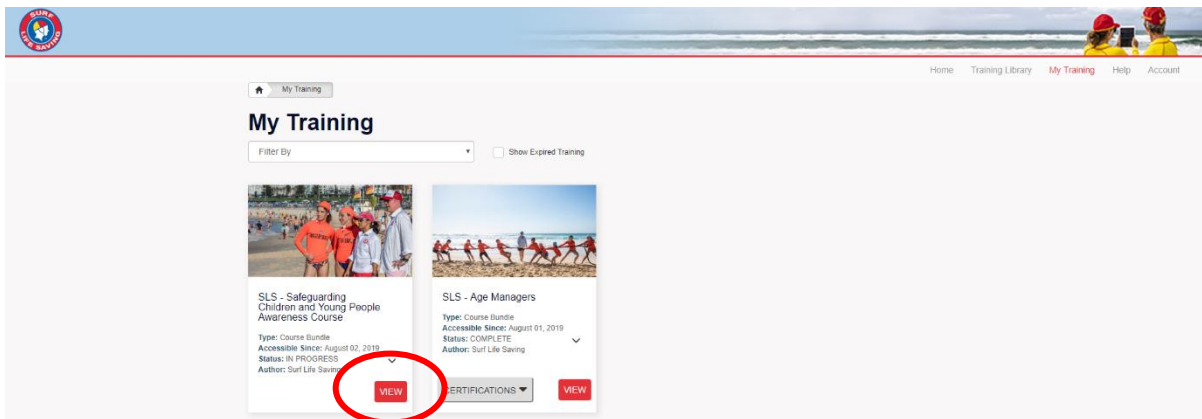 SURF
LIFE SAVING
Home Training Library My Training Help Account
My Training
My Training
Filter By
Show Expired Training
SLS - Safeguarding
Children and Young People
Awareness Course
Type: Course Bundle
Accessible Since: August 02, 2019
Status: IN PROGRESS
Author: Surf Life Saving
VIEW
SLS - Age Managers
Type: Course Bundle
Accessible Since: August 01, 2019
Status: COMPLETE
Author: Surf Life Saving
CERTIFICATIONS
VIEW